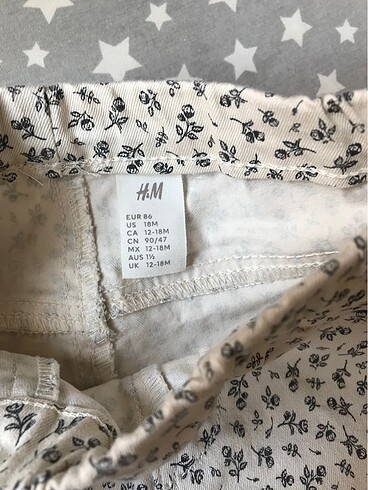 H&M
EUR 86
US 18M
CA 12-18M
CN 90/47
MX 12-18M
AUS 1½
UK 12-18M